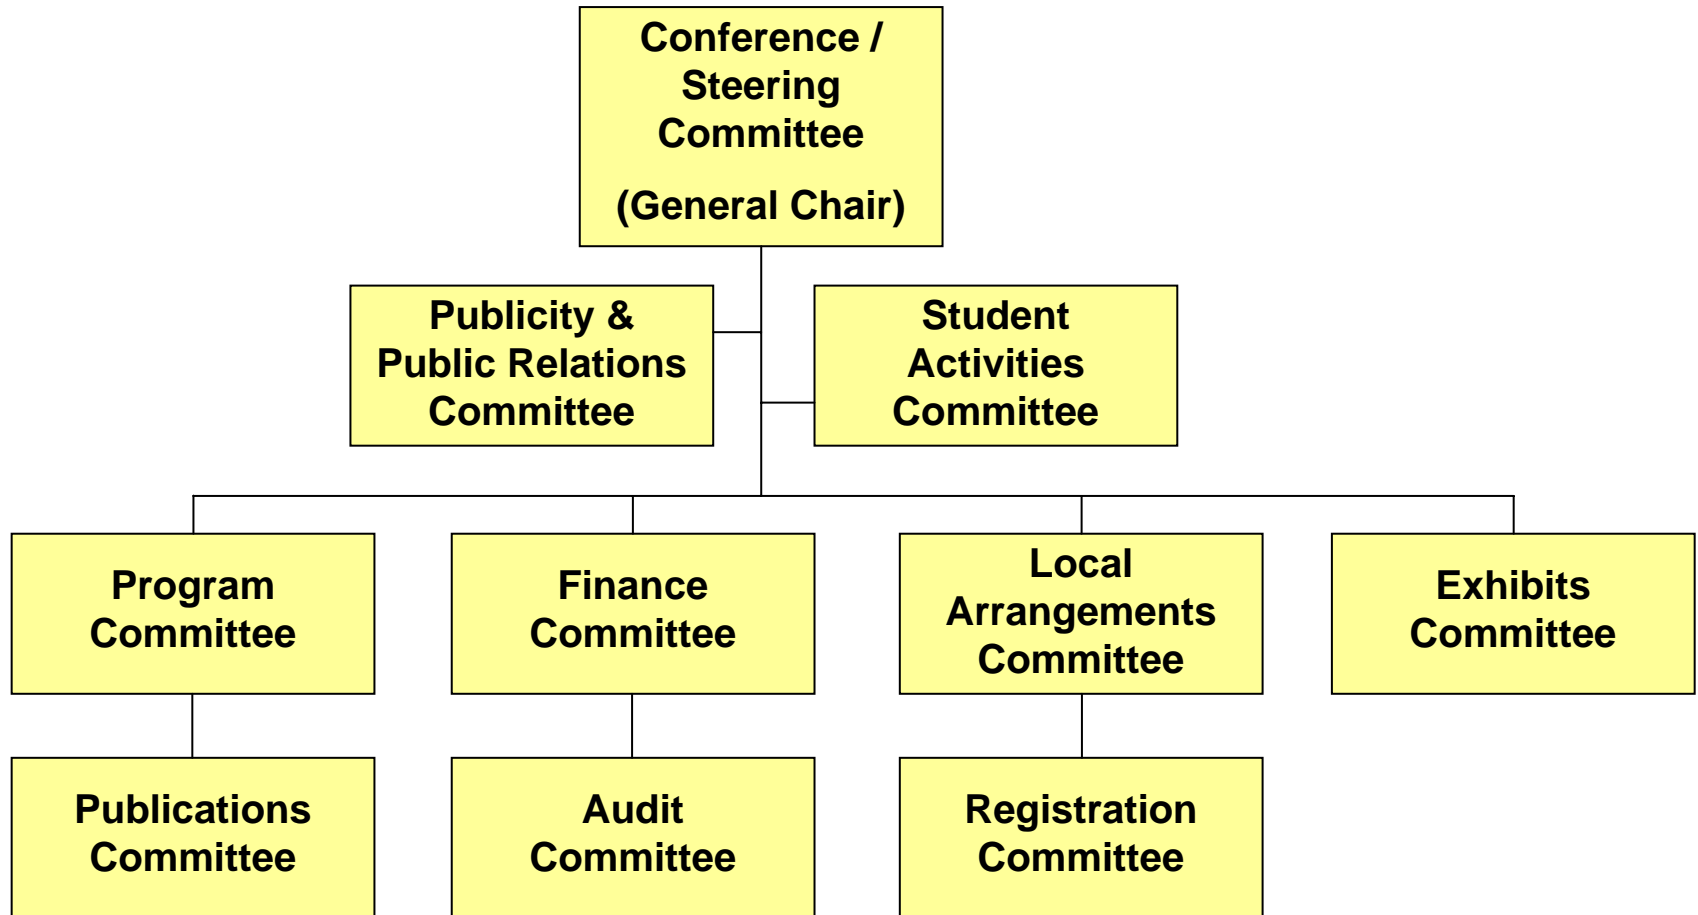 Conference /
Steering
Committee
(General Chair)
Publicity &
Public Relations
Committee
Student
Activities
Committee
Program
Committee
Finance
Committee
Local
Arrangements
Committee
Exhibits
Committee
Publications
Committee
Audit
Committee
Registration
Committee